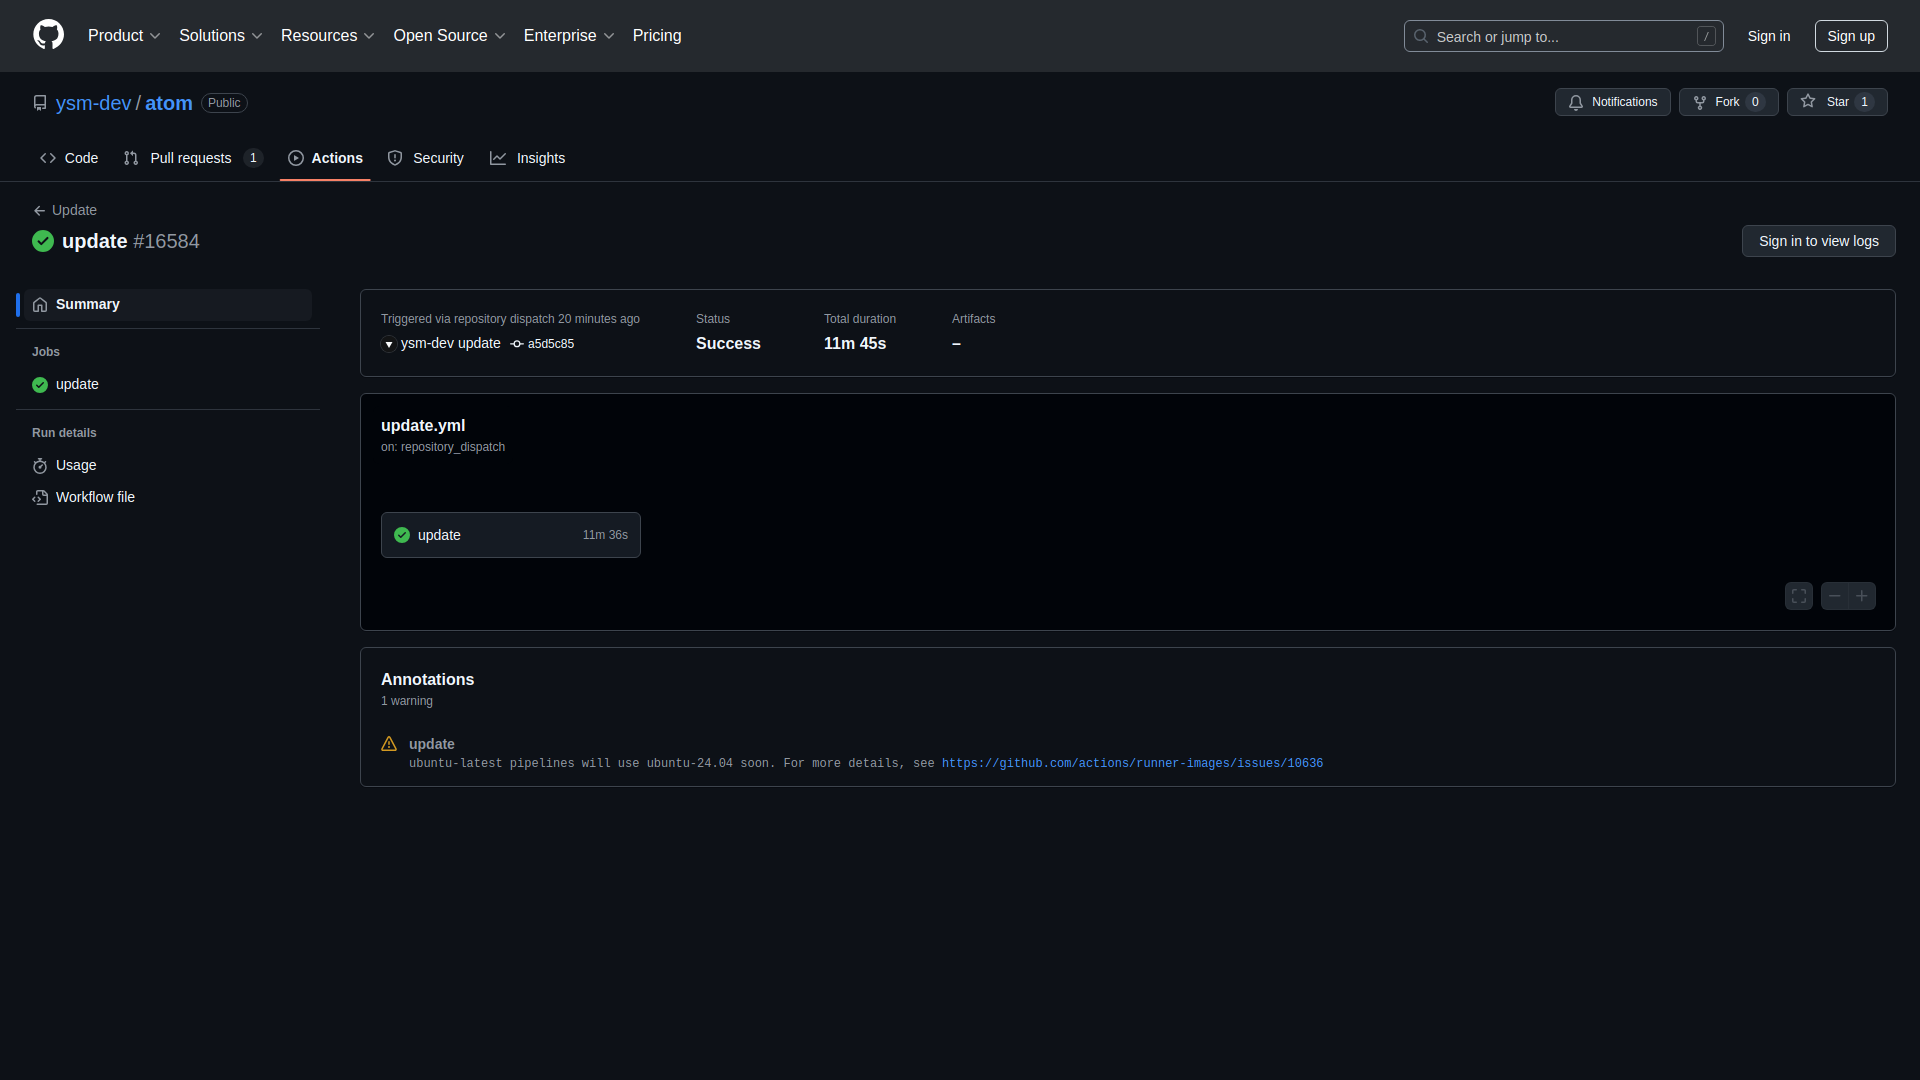 Product Solutions Resources Open Source Enterprise Pricing Search or jump to... / Sign in Sign up
ysm-dev / atom Public Notifications Fork 0 Star 1
Code Pull requests 1 Actions Security Insights
Update
update #16584 Sign in to view logs
Summary
Jobs
update
Run details
Usage
Workflow file
Triggered via repository dispatch 20 minutes ago Status Total duration Artifacts
ysm-dev update a5d5c85 Success 11m 45s –
update.yml
on: repository_dispatch
update 11m 36s
Annotations
1 warning
update
ubuntu-latest pipelines will use ubuntu-24.04 soon. For more details, see https://github.com/actions/runner-images/issues/10636